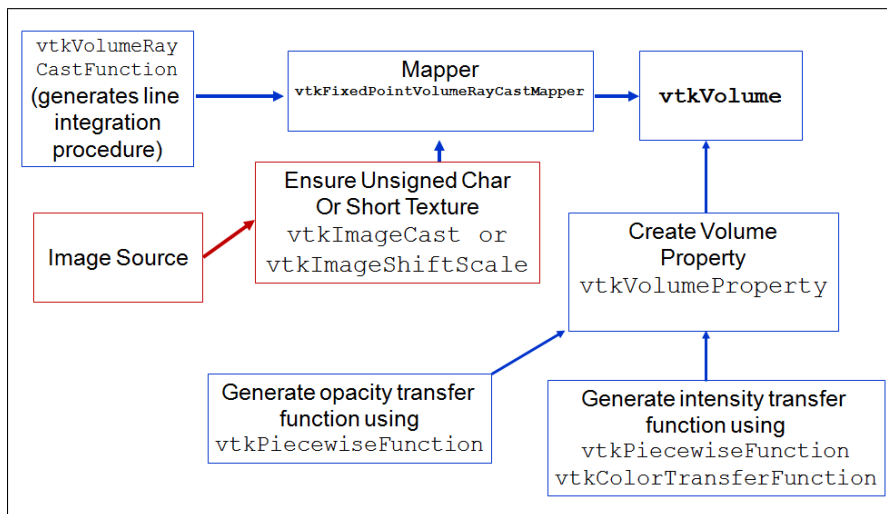 vtkVolumeRay
CastFunction
(generates line
integration
procedure)
Mapper
vtkFixedPointVolumeRayCastMapper
vtkVolume
Ensure Unsigned Char
Or Short Texture
vtkImageCast or
vtkImageShiftScale
Image Source
Create Volume
Property
vtkVolumeProperty
Generate opacity transfer
function using
vtkPiecewiseFunction
Generate intensity transfer
function using
vtkPiecewiseFunction
vtkColorTransferFunction